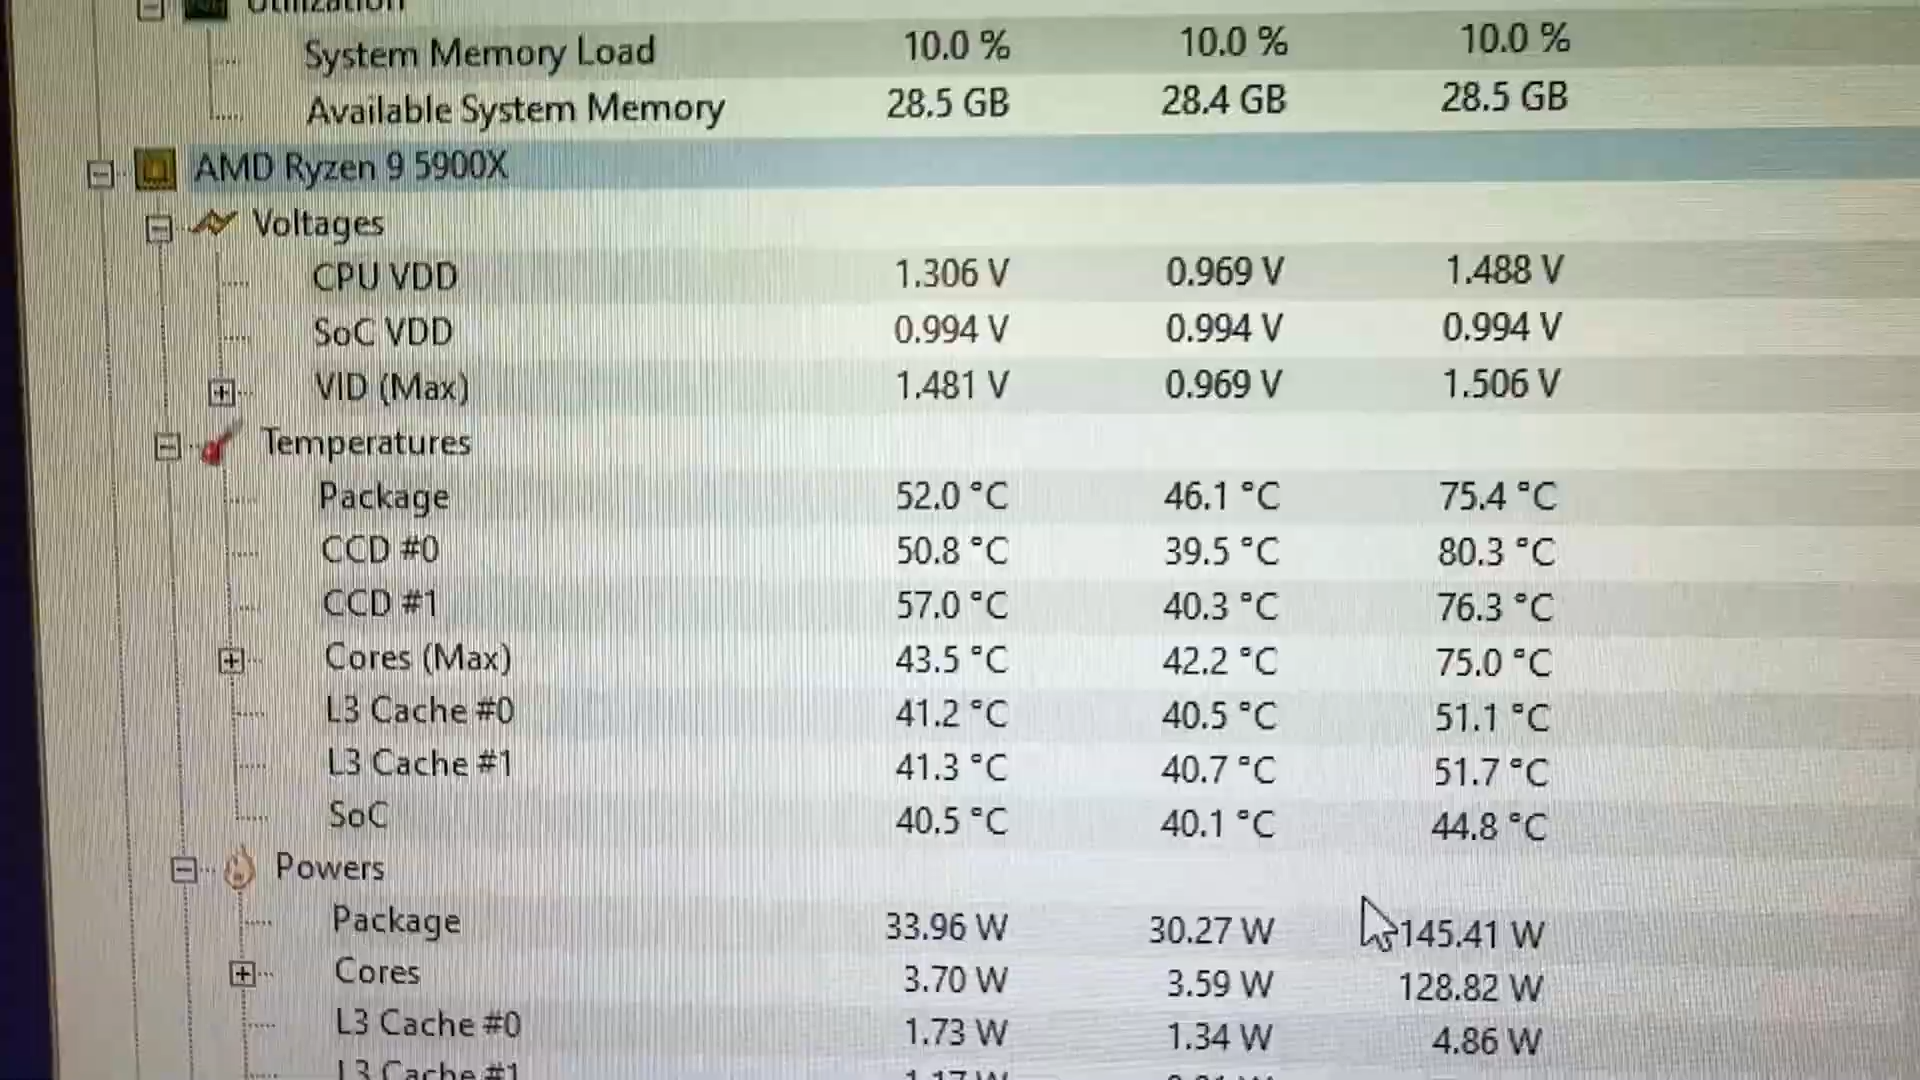 Utilization
System Memory Load 10.0 % 10.0 % 10.0 %
Available System Memory 28.5 GB 28.4 GB 28.5 GB
AMD Ryzen 9 5900X
Voltages
CPU VDD 1.306 V 0.969 V 1.488 V
SoC VDD 0.994 V 0.994 V 0.994 V
VID (Max) 1.481 V 0.969 V 1.506 V
Temperatures
Package 52.0 °C 46.1 °C 75.4 °C
CCD #0 50.8 °C 39.5 °C 80.3 °C
CCD #1 57.0 °C 40.3 °C 76.3 °C
Cores (Max) 43.5 °C 42.2 °C 75.0 °C
L3 Cache #0 41.2 °C 40.5 °C 51.1 °C
L3 Cache #1 41.3 °C 40.7 °C 51.7 °C
SoC 40.5 °C 40.1 °C 44.8 °C
Powers
Package 33.96 W 30.27 W 145.41 W
Cores 3.70 W 3.59 W 128.82 W
L3 Cache #0 1.73 W 1.34 W 4.86 W
L3 Cache #1